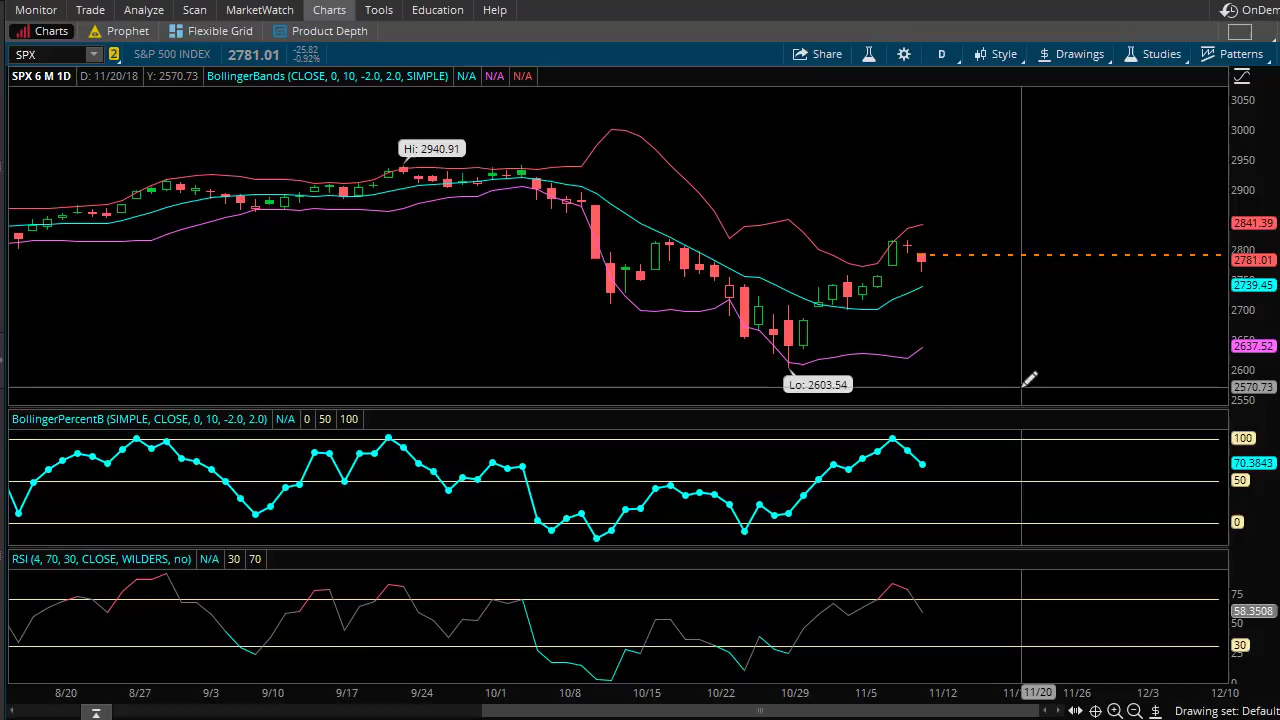 Monitor Trade Analyze Scan MarketWatch Charts Tools Education Help OnDem
Charts Prophet Flexible Grid Product Depth
SPX 2 S&P 500 INDEX 2781.01 -25.82 -0.92% Share D Style Drawings Studies Patterns
SPX 6 M 1D D: 11/20/18 Y: 2570.73 BollingerBands (CLOSE, 0, 10, -2.0, 2.0, SIMPLE) N/A N/A N/A
3050
3000
Hi: 2940.91
2950
2900
2841.39
2800
2781.01
2739.45
2700
2637.52
2600
Lo: 2603.54
2570.73
2550
BollingerPercentB (SIMPLE, CLOSE, 0, 10, -2.0, 2.0) N/A 0 50 100
100
70.3843
50
0
RSI (4, 70, 30, CLOSE, WILDERS, no) N/A 30 70
75
58.3508
50
30
25
0
8/20 8/27 9/3 9/10 9/17 9/24 10/1 10/8 10/15 10/22 10/29 11/5 11/12 11/20 11/26 12/3 12/10
Drawing set: Default